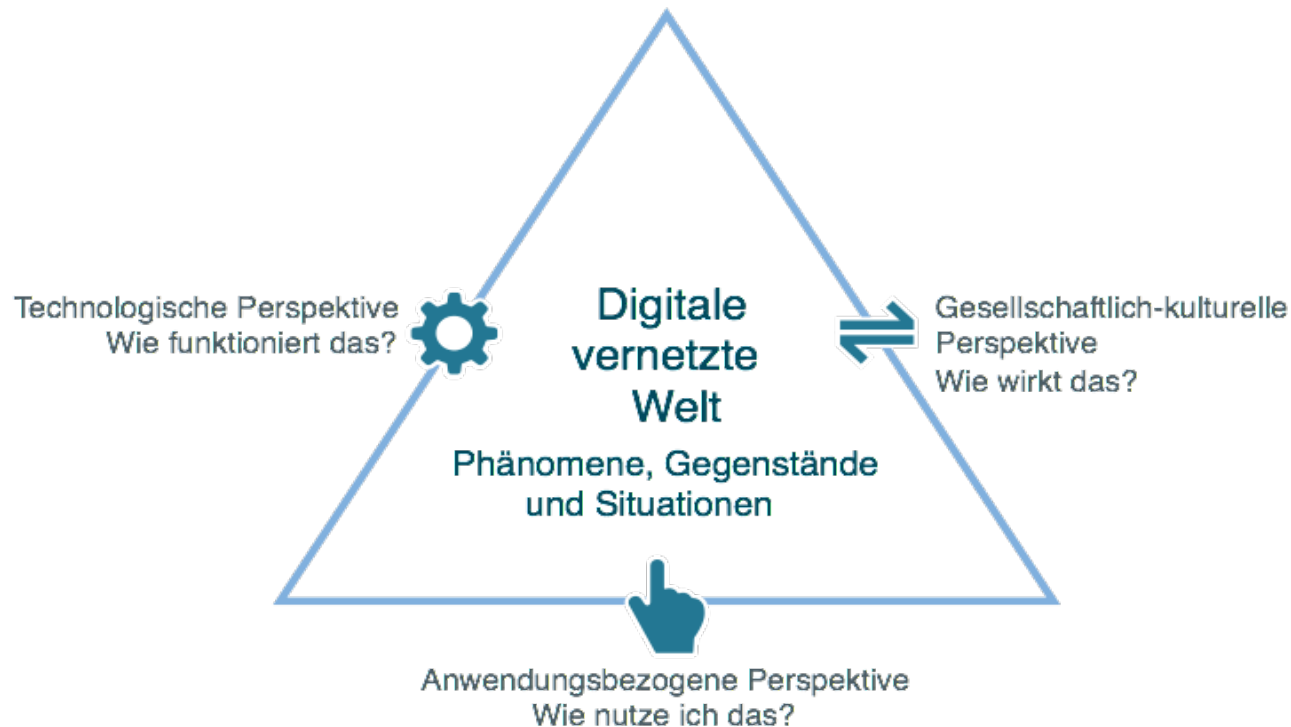 Technologische Perspektive
Wie funktioniert das?
Digitale
vernetzte
Welt
Phänomene, Gegenstände
und Situationen
Gesellschaftlich-kulturelle
Perspektive
Wie wirkt das?
Anwendungsbezogene Perspektive
Wie nutze ich das?